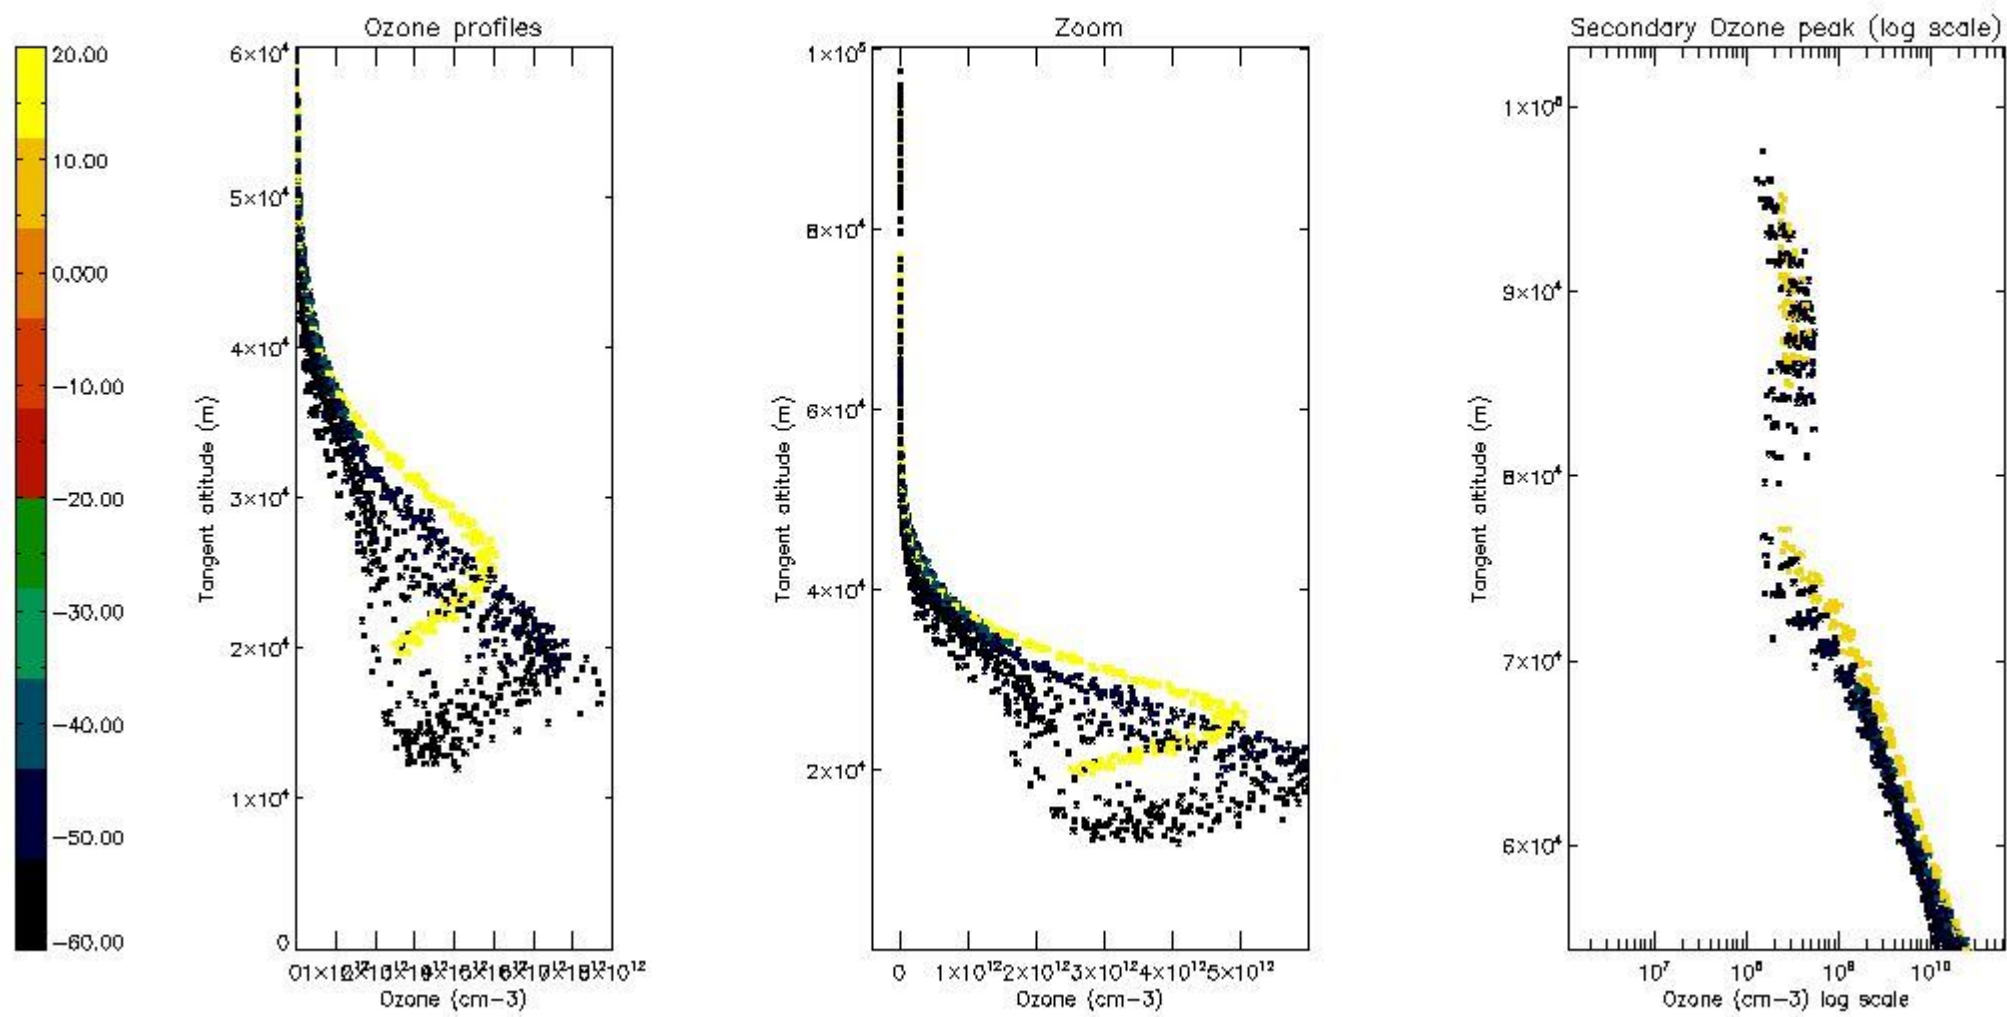 Ozone profiles
Zoom
Secondary Ozone peak (log scale)
20.00
10.00
0.000
−10.00
−20.00
−30.00
−40.00
−50.00
−60.00
6×10⁴
5×10⁴
4×10⁴
3×10⁴
2×10⁴
1×10⁴
0
Tangent altitude (m)
Ozone (cm−3)
1×10⁵
8×10⁴
6×10⁴
4×10⁴
2×10⁴
Tangent altitude (m)
0 1×10¹² 2×10¹² 3×10¹² 4×10¹² 5×10¹²
Ozone (cm−3)
9×10⁴
8×10⁴
7×10⁴
6×10⁴
Tangent altitude (m)
10⁷ 10⁸ 10⁹ 10¹⁰
Ozone (cm−3) log scale